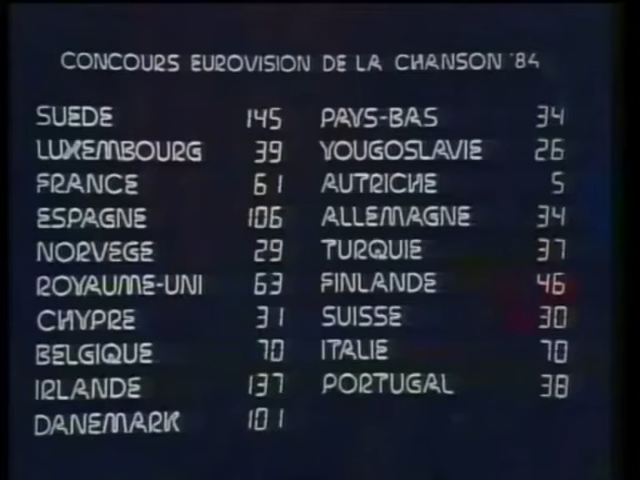 CONCOURS EUROVISION DE LA CHANSON '84
SUEDE 145 PAYS-BAS 34
LUXEMBOURG 39 YOUGOSLAVIE 26
FRANCE 61 AUTRICHE 5
ESPAGNE 106 ALLEMAGNE 34
NORVEGE 29 TURQUIE 37
ROYAUME-UNI 63 FINLANDE 46
CHYPRE 31 SUISSE 30
BELGIQUE 70 ITALIE 70
IRLANDE 137 PORTUGAL 38
DANEMARK 101